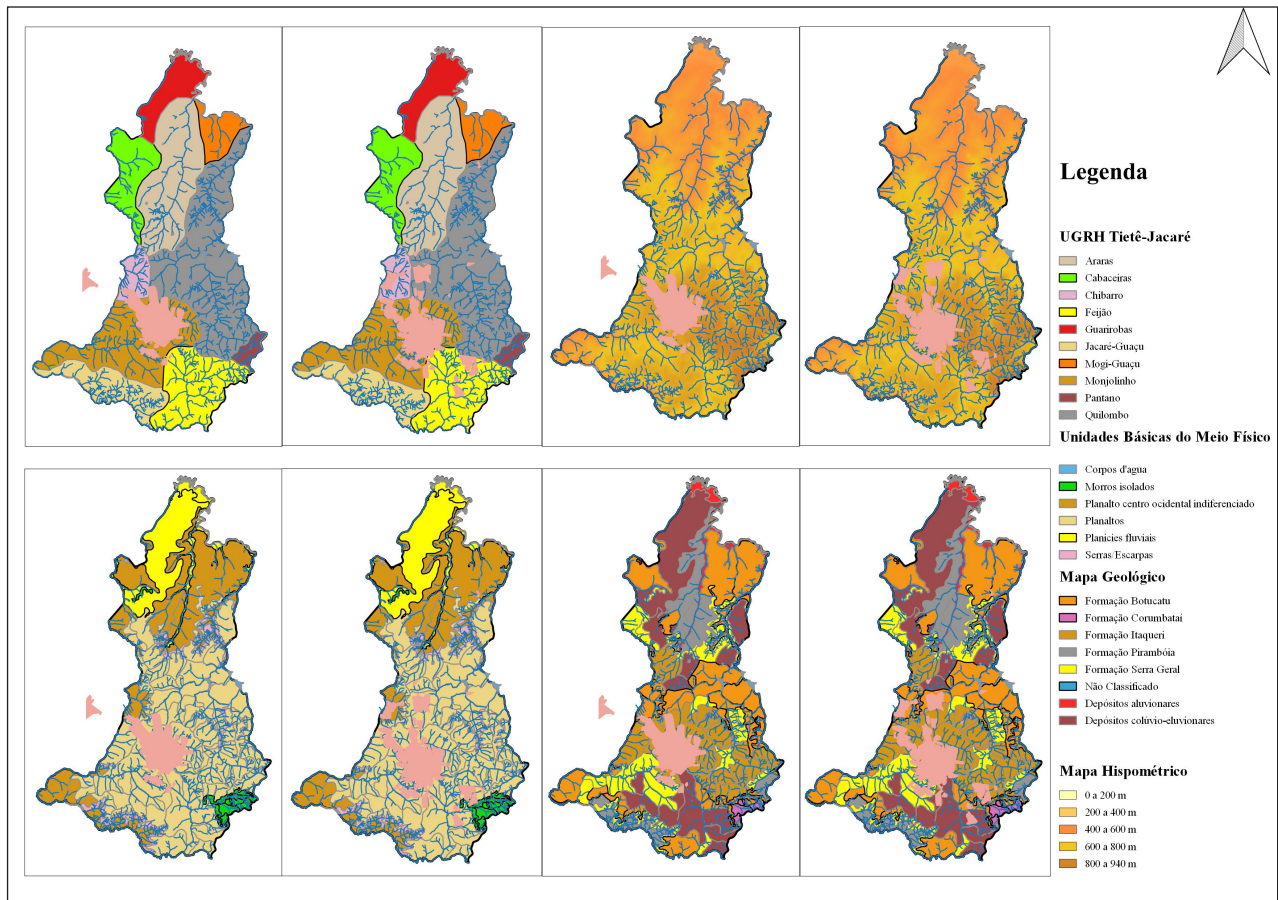 Legenda
UGRH Tietê-Jacaré
Araras
Cabaceiras
Chibarro
Feijão
Guarirobas
Jacaré-Guaçu
Mogi-Guaçu
Monjolinho
Pantano
Quilombo
Unidades Básicas do Meio Físico
Corpos d'agua
Morros isolados
Planalto centro ocidental indiferenciado
Planaltos
Planicies fluviais
Serras/Escarpas
Mapa Geológico
Formação Botucatu
Formação Corumbataí
Formação Itaqueri
Formação Pirambóia
Formação Serra Geral
Não Classificado
Depósitos aluvionares
Depósitos colúvio-eluvionares
Mapa Hispométrico
0 a 200 m
200 a 400 m
400 a 600 m
600 a 800 m
800 a 940 m